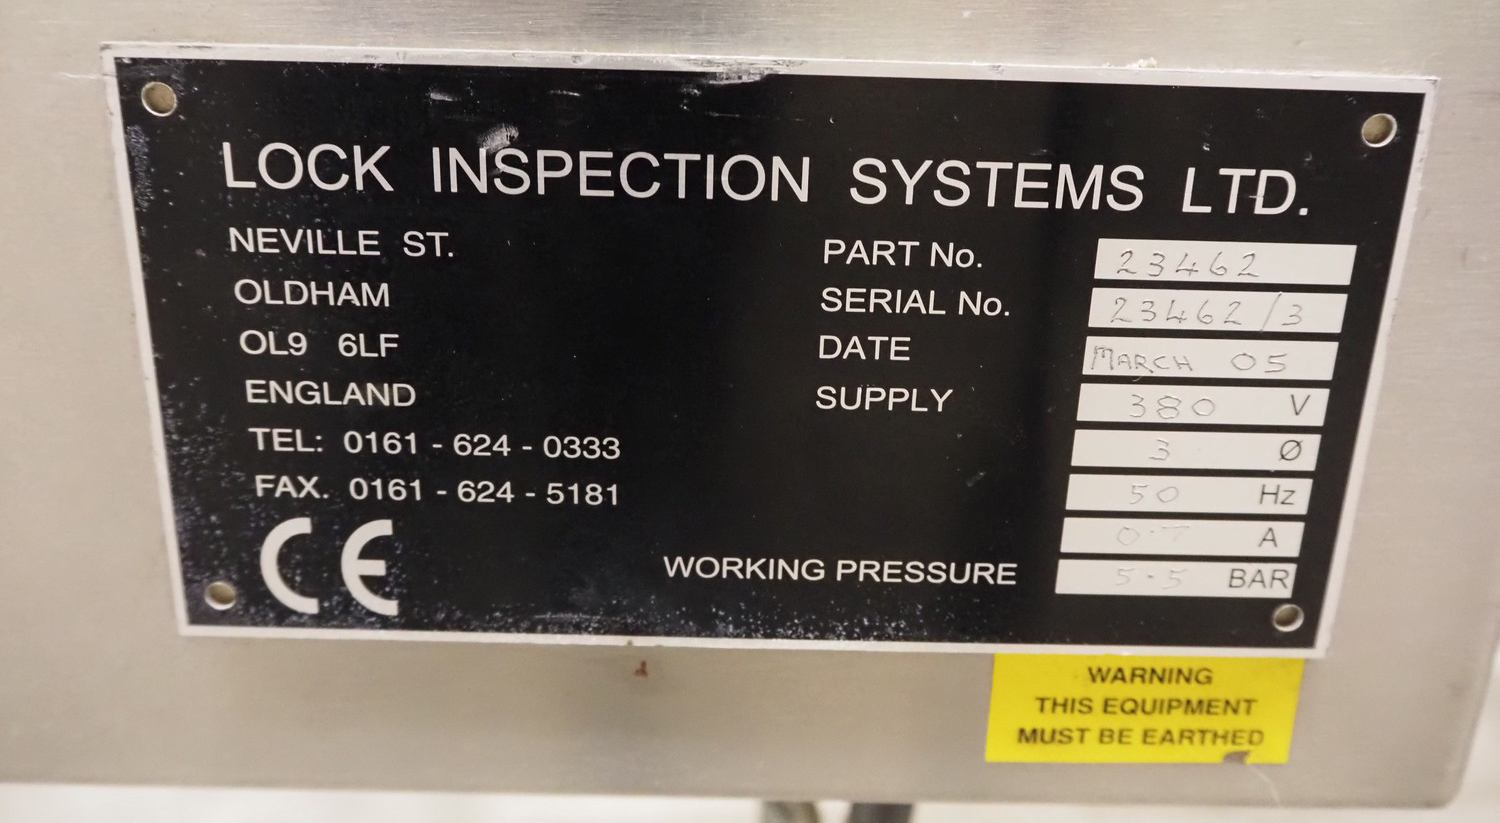 LOCK INSPECTION SYSTEMS LTD.
NEVILLE ST.
OLDHAM
OL9 6LF
ENGLAND
TEL: 0161 - 624 - 0333
FAX. 0161 - 624 - 5181
CE
PART No. 23462
SERIAL No. 23462/3
DATE MARCH 05
SUPPLY 380 V
3 Ø
50 Hz
0.7 A
WORKING PRESSURE 5.5 BAR
WARNING
THIS EQUIPMENT
MUST BE EARTHED